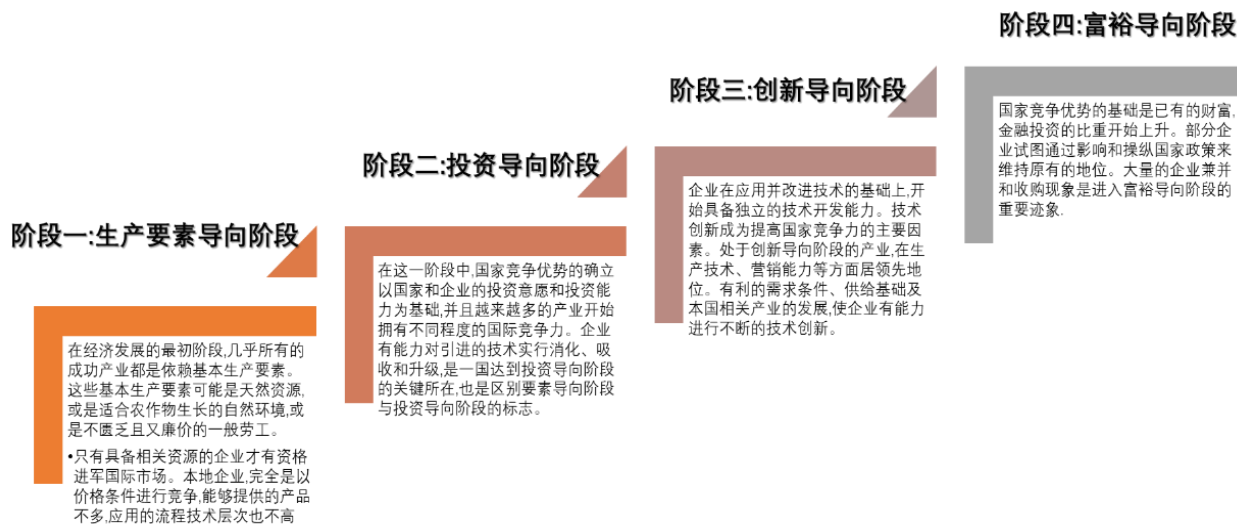 阶段一:生产要素导向阶段
在经济发展的最初阶段,几乎所有的
成功产业都是依赖基本生产要素。
这些基本生产要素可能是天然资源,
或是适合农作物生长的自然环境,或
是不匮乏且又廉价的一般劳工。
•只有具备相关资源的企业才有资格
进军国际市场。本地企业,完全是以
价格条件进行竞争,能够提供的产品
不多,应用的流程技术层次也不高
阶段二:投资导向阶段
在这一阶段中,国家竞争优势的确立
以国家和企业的投资意愿和投资能
力为基础,并且越来越多的产业开始
拥有不同程度的国际竞争力。企业
有能力对引进的技术实行消化、吸
收和升级,是一国达到投资导向阶段
的关键所在,也是区别要素导向阶段
与投资导向阶段的标志。
阶段三:创新导向阶段
企业在应用并改进技术的基础上,开
始具备独立的技术开发能力。技术
创新成为提高国家竞争力的主要因
素。处于创新导向阶段的产业,在生
产技术、营销能力等方面居领先地
位。有利的需求条件、供给基础及
本国相关产业的发展,使企业有能力
进行不断的技术创新。
阶段四:富裕导向阶段
国家竞争优势的基础是已有的财富,
金融投资的比重开始上升。部分企
业试图通过影响和操纵国家政策来
维持原有的地位。大量的企业兼并
和收购现象是进入富裕导向阶段的
重要迹象.